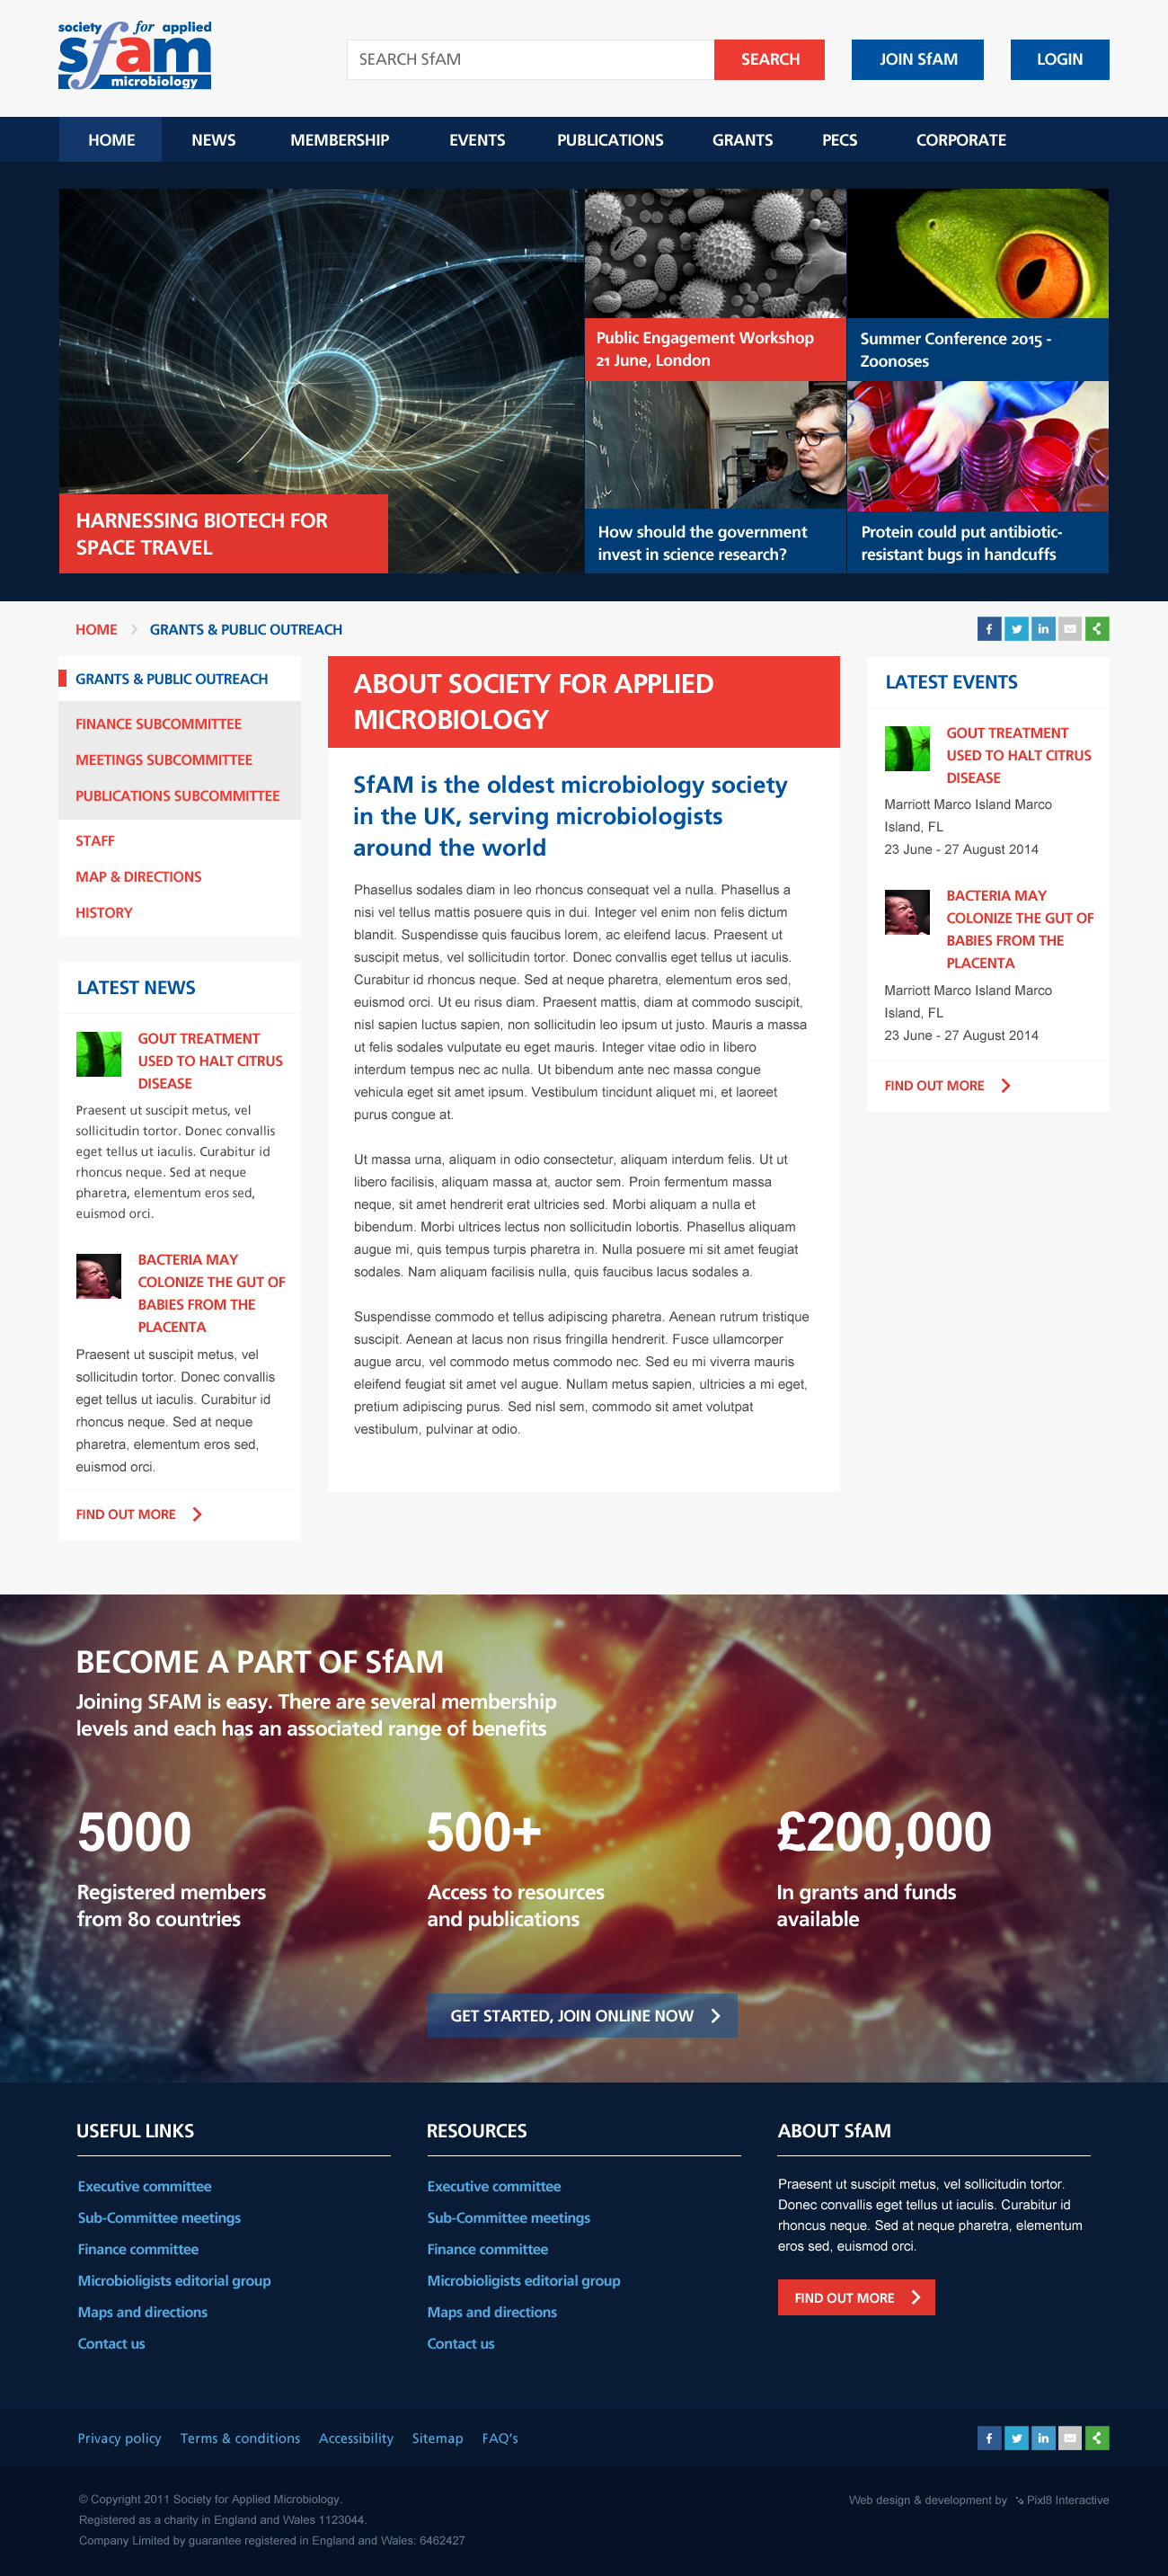 society for applied
sfam
microbiology
SEARCH SfAM
SEARCH
JOIN SfAM
LOGIN
HOME
NEWS
MEMBERSHIP
EVENTS
PUBLICATIONS
GRANTS
PECS
CORPORATE
HARNESSING BIOTECH FOR
SPACE TRAVEL
Public Engagement Workshop
21 June, London
Summer Conference 2015 -
Zoonoses
How should the government
invest in science research?
Protein could put antibiotic-
resistant bugs in handcuffs
HOME
GRANTS & PUBLIC OUTREACH
GRANTS & PUBLIC OUTREACH
FINANCE SUBCOMMITTEE
MEETINGS SUBCOMMITTEE
PUBLICATIONS SUBCOMMITTEE
STAFF
MAP & DIRECTIONS
HISTORY
LATEST NEWS
GOUT TREATMENT
USED TO HALT CITRUS
DISEASE
Praesent ut suscipit metus, vel
sollicitudin tortor. Donec convallis
eget tellus ut iaculis. Curabitur id
rhoncus neque. Sed at neque
pharetra, elementum eros sed,
euismod orci.
BACTERIA MAY
COLONIZE THE GUT OF
BABIES FROM THE
PLACENTA
Praesent ut suscipit metus, vel
sollicitudin tortor. Donec convallis
eget tellus ut iaculis. Curabitur id
rhoncus neque. Sed at neque
pharetra, elementum eros sed,
euismod orci.
FIND OUT MORE
ABOUT SOCIETY FOR APPLIED
MICROBIOLOGY
SfAM is the oldest microbiology society
in the UK, serving microbiologists
around the world
Phasellus sodales diam in leo rhoncus consequat vel a nulla. Phasellus a
nisi vel tellus mattis posuere quis in dui. Integer vel enim non felis dictum
blandit. Suspendisse quis faucibus lorem, ac eleifend lacus. Praesent ut
suscipit metus, vel sollicitudin tortor. Donec convallis eget tellus ut iaculis.
Curabitur id rhoncus neque. Sed at neque pharetra, elementum eros sed,
euismod orci. Ut eu risus diam. Praesent mattis, diam at commodo suscipit,
nisl sapien luctus sapien, non sollicitudin leo ipsum ut justo. Mauris a massa
ut felis sodales vulputate eu eget mauris. Integer vitae odio in libero
interdum tempus nec ac nulla. Ut bibendum ante nec massa congue
vehicula eget sit amet ipsum. Vestibulum tincidunt aliquet mi, et laoreet
purus congue at.
Ut massa urna, aliquam in odio consectetur, aliquam interdum felis. Ut ut
libero facilisis, aliquam massa at, auctor sem. Proin fermentum massa
neque, sit amet hendrerit erat ultricies sed. Morbi aliquam a nulla et
bibendum. Morbi ultrices lectus non sollicitudin lobortis. Phasellus aliquam
augue mi, quis tempus turpis pharetra in. Nulla posuere mi sit amet feugiat
sodales. Nam aliquam facilisis nulla, quis faucibus lacus sodales a.
Suspendisse commodo et tellus adipiscing pharetra. Aenean rutrum tristique
suscipit. Aenean at lacus non risus fringilla hendrerit. Fusce ullamcorper
augue arcu, vel commodo metus commodo nec. Sed eu mi viverra mauris
eleifend feugiat sit amet vel augue. Nullam metus sapien, ultricies a mi eget,
pretium adipiscing purus. Sed nisl sem, commodo sit amet volutpat
vestibulum, pulvinar at odio.
LATEST EVENTS
GOUT TREATMENT
USED TO HALT CITRUS
DISEASE
Marriott Marco Island Marco
Island, FL
23 June - 27 August 2014
BACTERIA MAY
COLONIZE THE GUT OF
BABIES FROM THE
PLACENTA
Marriott Marco Island Marco
Island, FL
23 June - 27 August 2014
FIND OUT MORE
BECOME A PART OF SfAM
Joining SFAM is easy. There are several membership
levels and each has an associated range of benefits
5000
Registered members
from 80 countries
500+
Access to resources
and publications
£200,000
In grants and funds
available
GET STARTED, JOIN ONLINE NOW
USEFUL LINKS
Executive committee
Sub-Committee meetings
Finance committee
Microbioligists editorial group
Maps and directions
Contact us
RESOURCES
Executive committee
Sub-Committee meetings
Finance committee
Microbioligists editorial group
Maps and directions
Contact us
ABOUT SfAM
Praesent ut suscipit metus, vel sollicitudin tortor.
Donec convallis eget tellus ut iaculis. Curabitur id
rhoncus neque. Sed at neque pharetra, elementum
eros sed, euismod orci.
FIND OUT MORE
Privacy policy
Terms & conditions
Accessibility
Sitemap
FAQ's
© Copyright 2011 Society for Applied Microbiology.
Registered as a charity in England and Wales 1123044.
Company Limited by guarantee registered in England and Wales: 6462427
Web design & development by Pixl8 Interactive